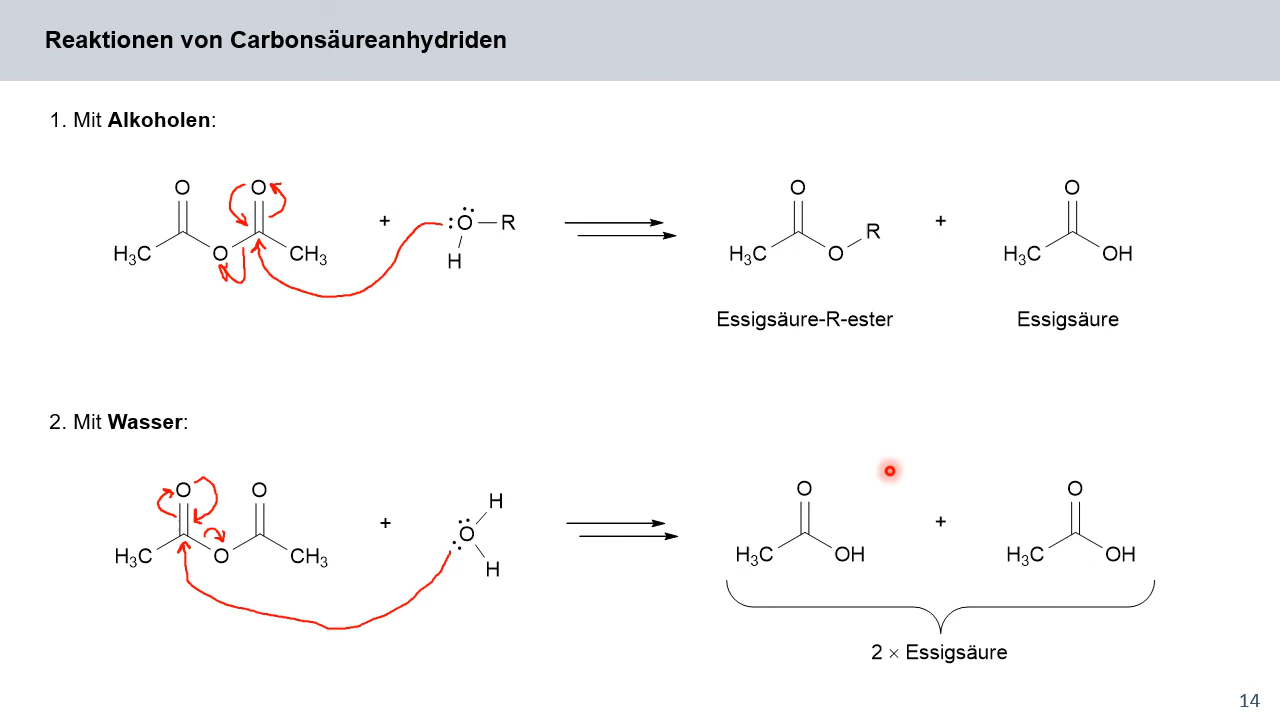 Reaktionen von Carbonsäureanhydriden
1. Mit Alkoholen:
O O O O
+ :O – R + R
H₃C O CH₃ H H₃C O H₃C OH
Essigsäure-R-ester Essigsäure
2. Mit Wasser:
O O H O O
+ O +
H₃C O CH₃ H H₃C OH H₃C OH
2 × Essigsäure
14